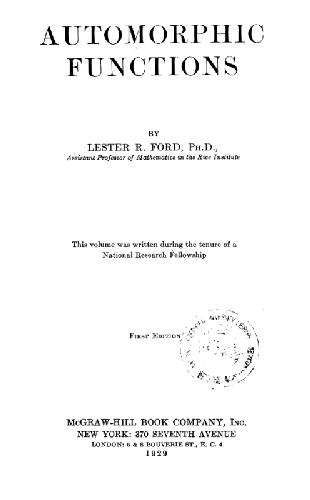 AUTOMORPHIC
FUNCTIONS
BY
LESTER R. FORD, PH.D.,
Assistant Professor of Mathematics in the Rice Institute
This volume was written during the tenure of a
National Research Fellowship
FIRST EDITION
McGRAW-HILL BOOK COMPANY, INC.
NEW YORK: 370 SEVENTH AVENUE
LONDON: 6 & 8 BOUVERIE ST., E. C. 4
1929